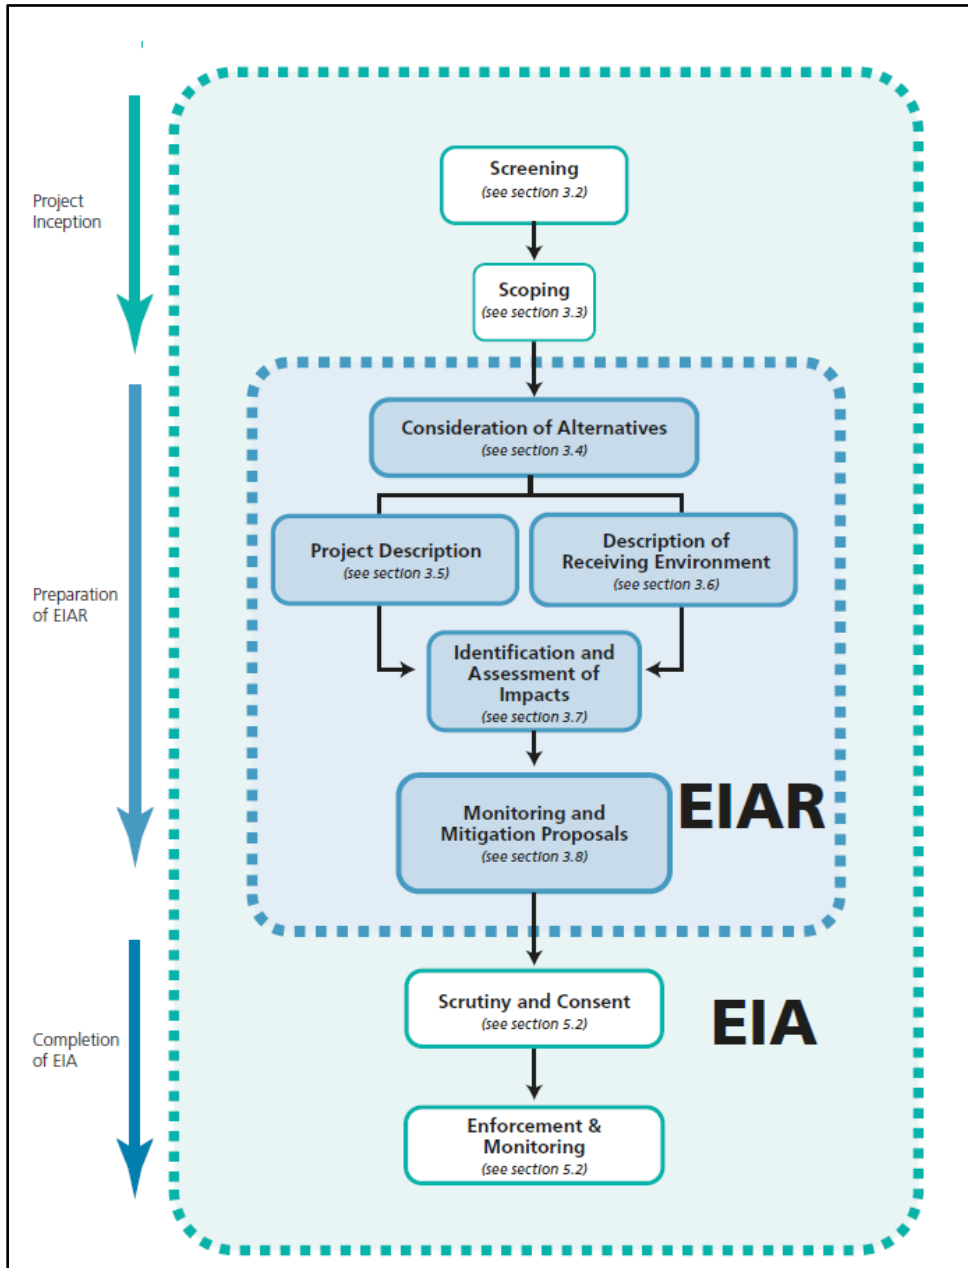 Screening
(see section 3.2)
Project
Inception
Scoping
(see section 3.3)
Consideration of Alternatives
(see section 3.4)
Project Description
(see section 3.5)
Description of
Receiving Environment
(see section 3.6)
Preparation
of EIAR
Identification and
Assessment of
Impacts
(see section 3.7)
Monitoring and
Mitigation Proposals
(see section 3.8)
EIAR
Scrutiny and Consent
(see section 5.2)
EIA
Completion
of EIA
Enforcement &
Monitoring
(see section 5.2)